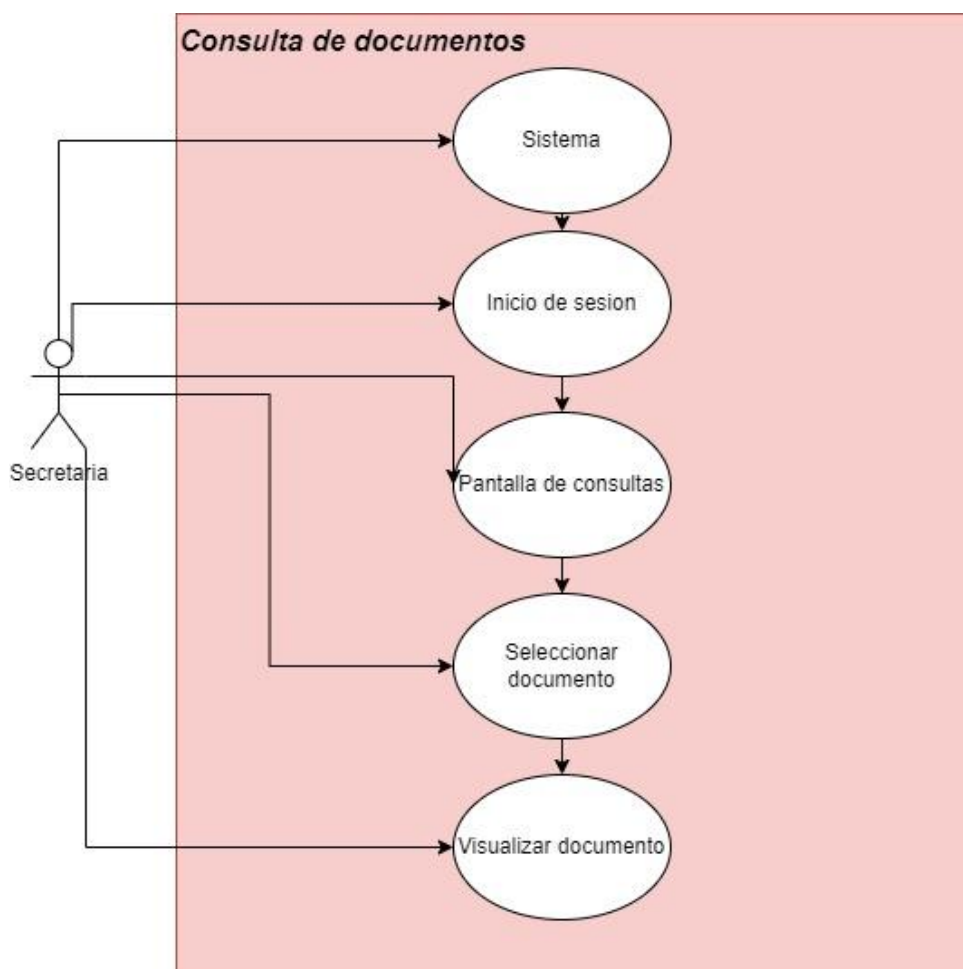 Consulta de documentos
Sistema
Inicio de sesion
Pantalla de consultas
Secretaria
Seleccionar
documento
Visualizar documento